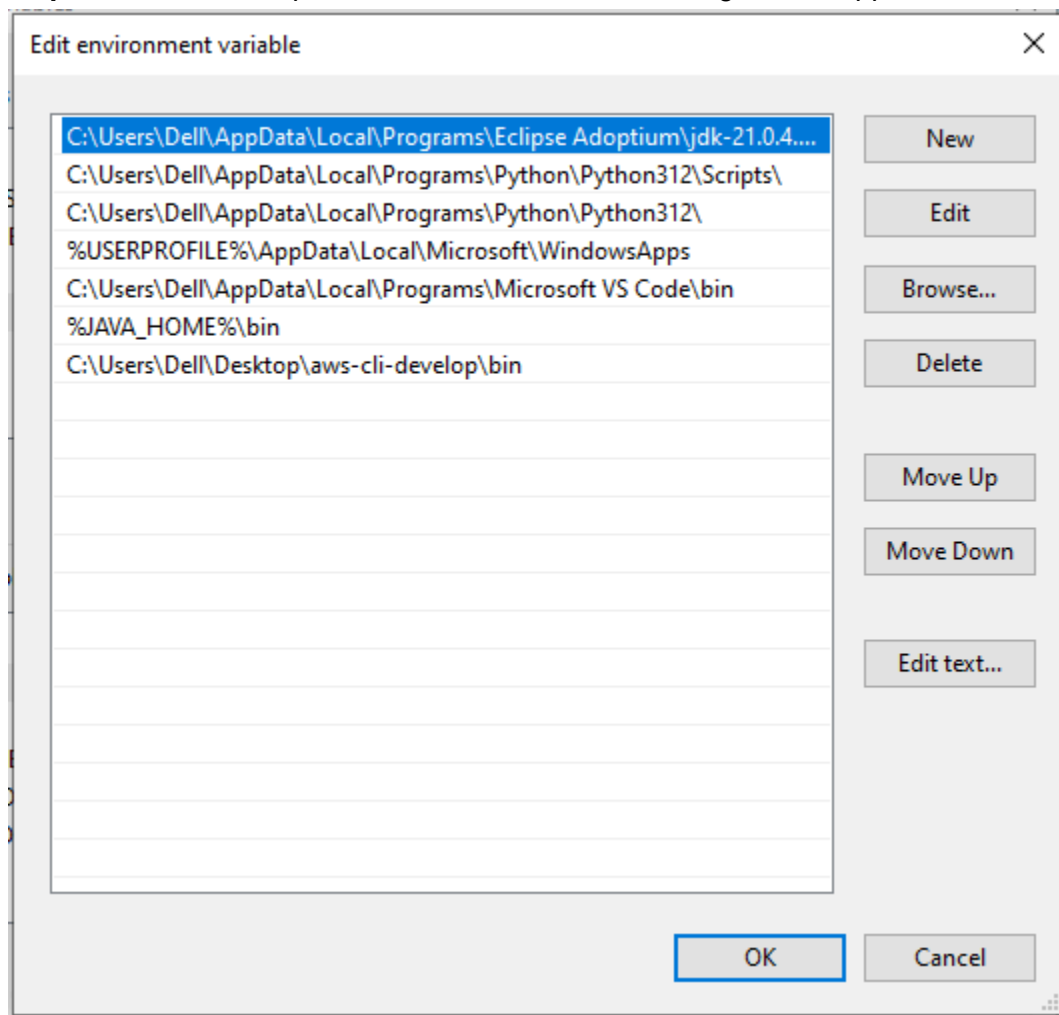 Edit environment variable
C:\Users\Dell\AppData\Local\Programs\Eclipse Adoptium\jdk-21.0.4....
C:\Users\Dell\AppData\Local\Programs\Python\Python312\Scripts\
C:\Users\Dell\AppData\Local\Programs\Python\Python312\
%USERPROFILE%\AppData\Local\Microsoft\WindowsApps
C:\Users\Dell\AppData\Local\Programs\Microsoft VS Code\bin
%JAVA_HOME%\bin
C:\Users\Dell\Desktop\aws-cli-develop\bin
New
Edit
Browse...
Delete
Move Up
Move Down
Edit text...
OK
Cancel